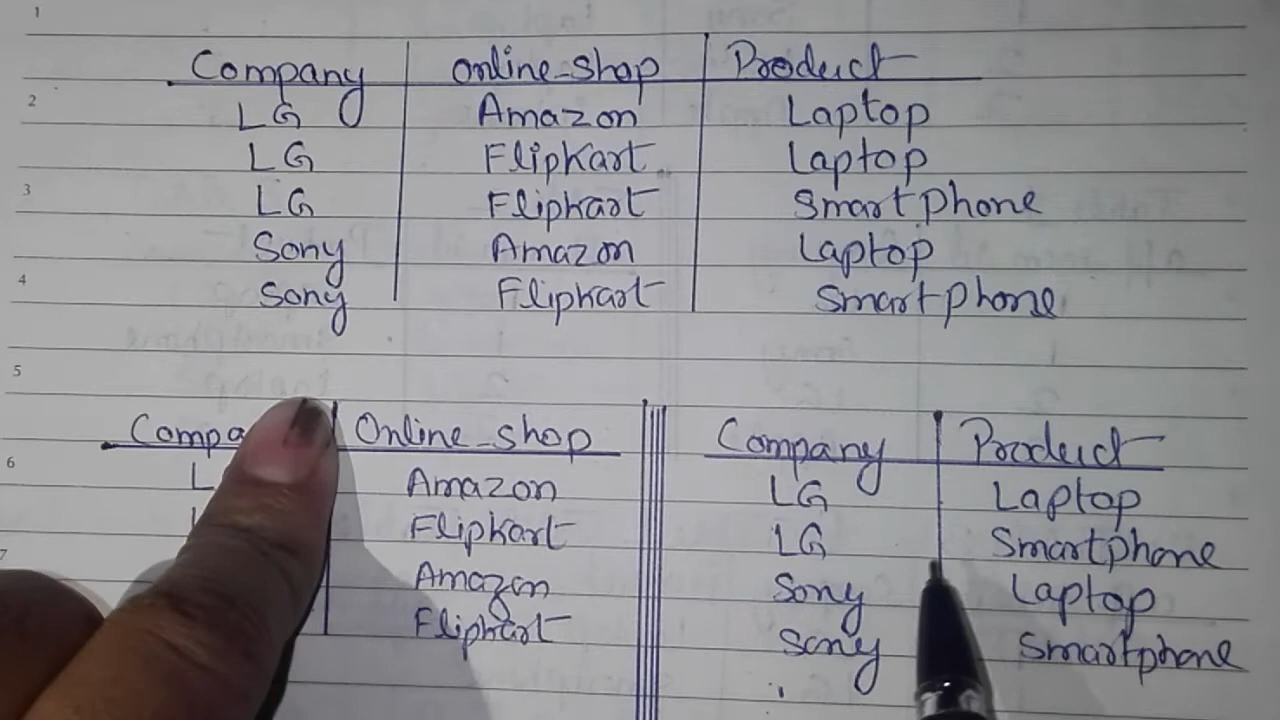 1
Company Online-shop Product
2
LG Amazon Laptop
LG Flipkart Laptop
3
LG Flipkart Smartphone
Sony Amazon Laptop
4
Sony Flipkart Smartphone
5
Compa Online-shop Company Product
6
L Amazon LG Laptop
Flipkart LG Smartphone
7
Amazon Sony Laptop
Flipkart Sony Smartphone